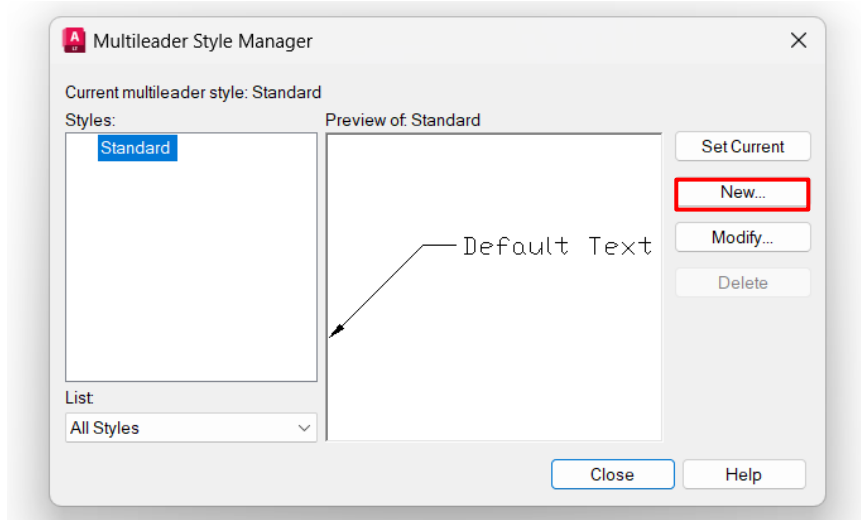 A
LT
Multileader Style Manager
Current multileader style: Standard
Styles:
Preview of: Standard
Standard
Default Text
Set Current
New...
Modify...
Delete
List:
All Styles
Close
Help